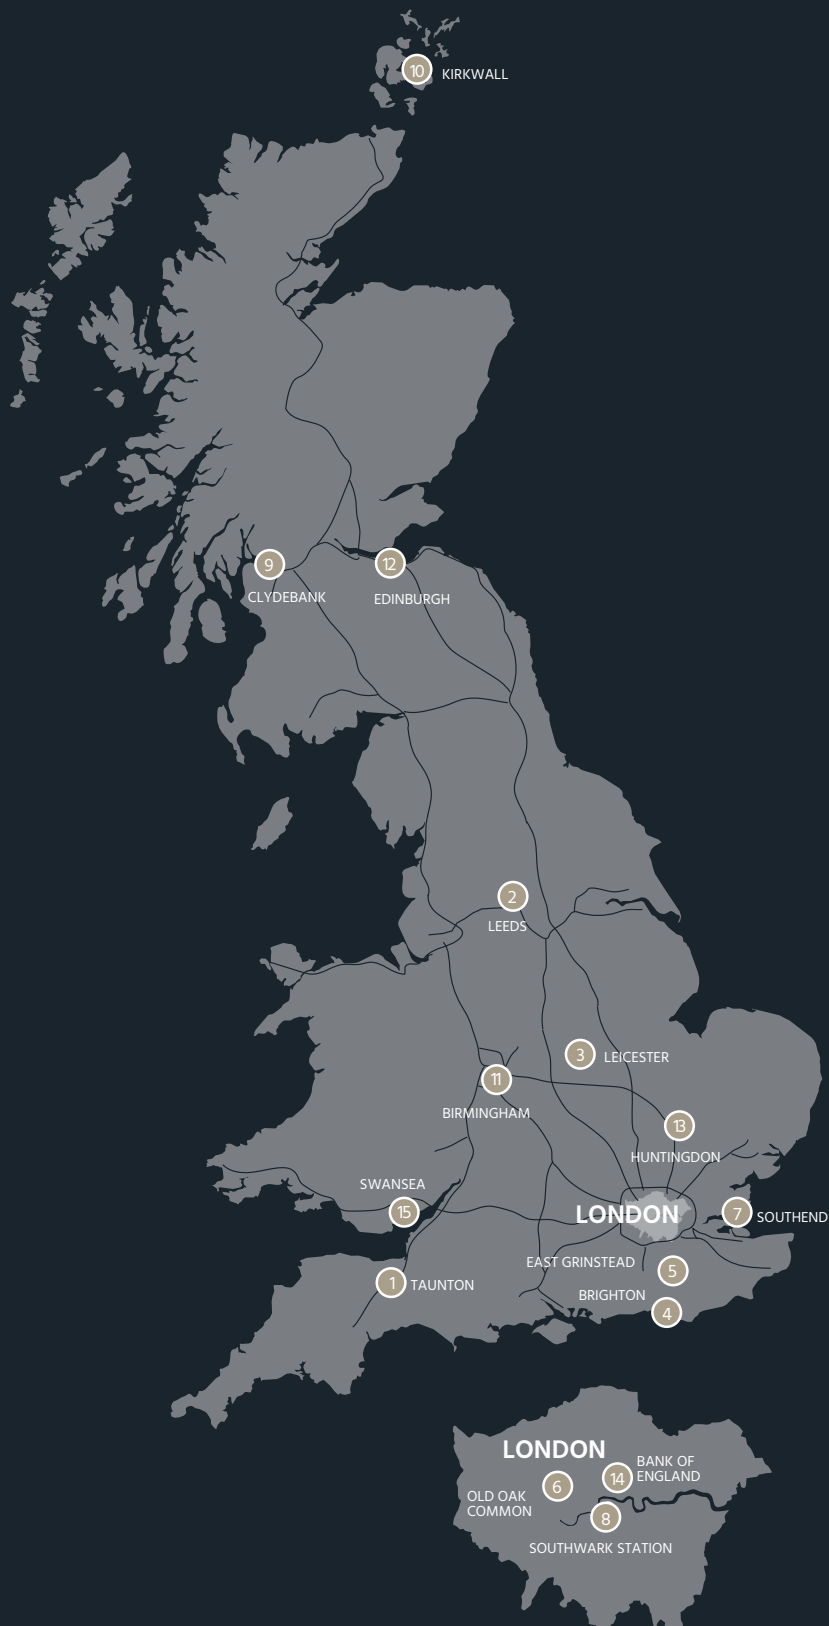 10 KIRKWALL
9
12
CLYDEBANK
EDINBURGH
2
LEEDS
3 LEICESTER
11
BIRMINGHAM
13
HUNTINGDON
SWANSEA
15
LONDON
7 SOUTHEND
EAST GRINSTEAD
5
1 TAUNTON
BRIGHTON
4
LONDON
BANK OF
ENGLAND
14
6
OLD OAK
COMMON
8
SOUTHWARK STATION